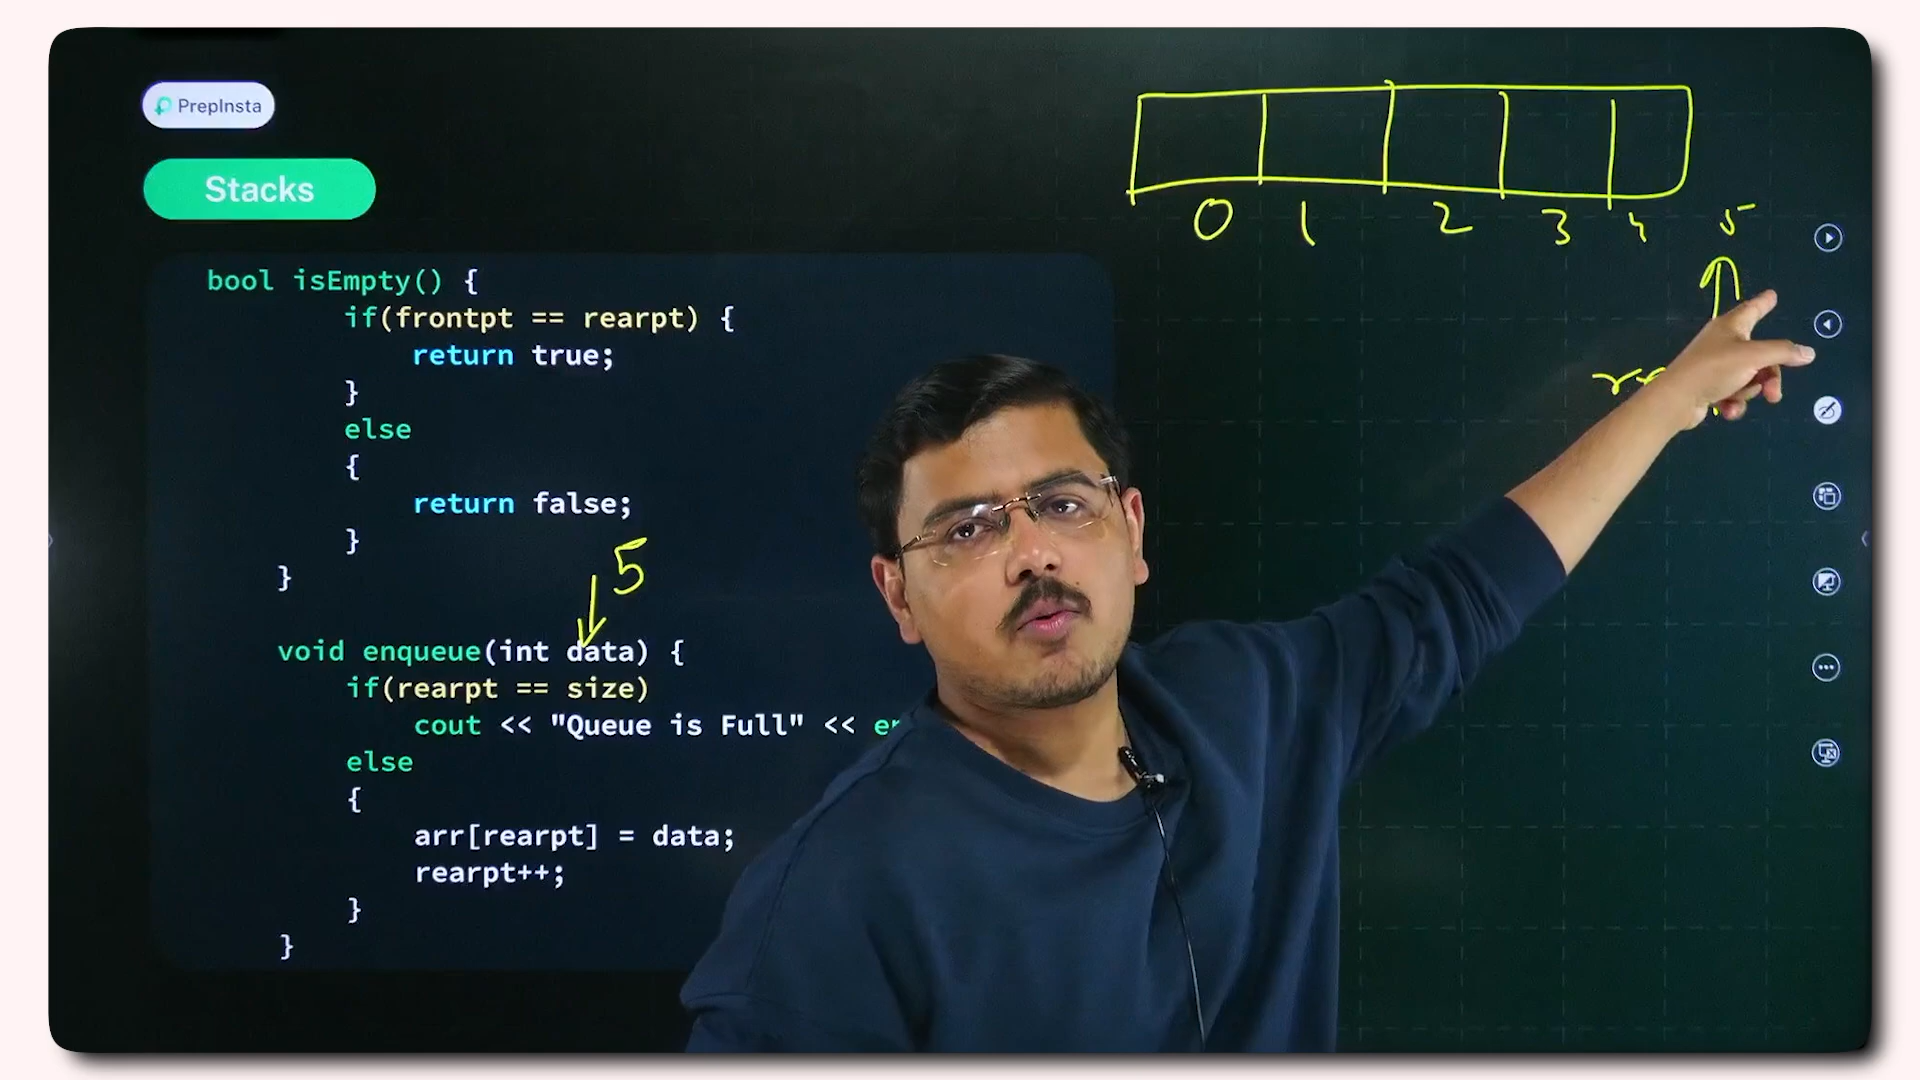 PrepInsta
Stacks
0 1 2 3 4 5
bool isEmpty() {
if(frontpt == rearpt) {
return true;
}
else
{
return false;
}
}
5
void enqueue(int data) {
if(rearpt == size)
cout << "Queue is Full" <<
else
{
arr[rearpt] = data;
rearpt++;
}
}